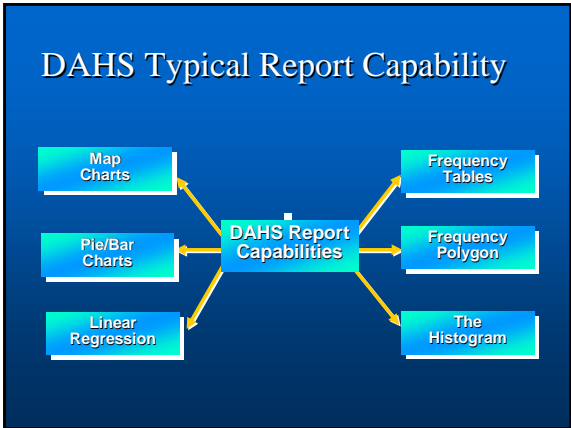 DAHS Typical Report Capability
Map
Charts
Frequency
Tables
DAHS Report
Capabilities
Pie/Bar
Charts
Frequency
Polygon
Linear
Regression
The
Histogram